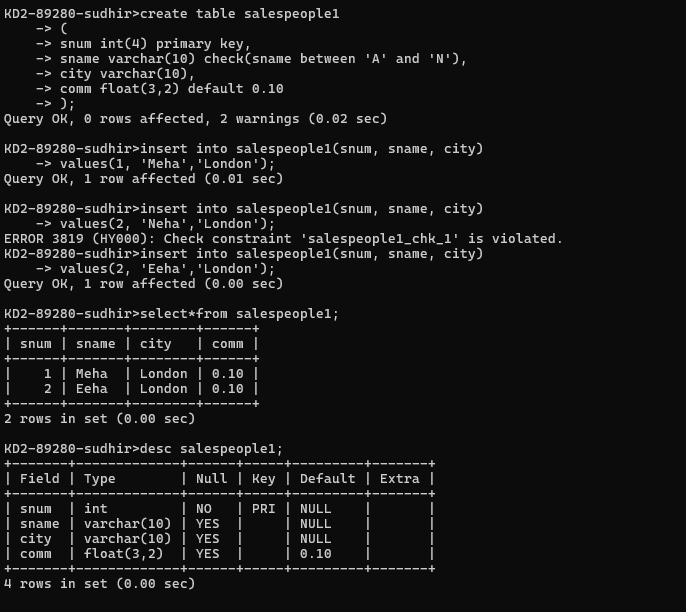 KD2-89280-sudhir>create table salespeople1
    -> (
    -> snum int(4) primary key,
    -> sname varchar(10) check(sname between 'A' and 'N'),
    -> city varchar(10),
    -> comm float(3,2) default 0.10
    -> );
Query OK, 0 rows affected, 2 warnings (0.02 sec)

KD2-89280-sudhir>insert into salespeople1(snum, sname, city)
    -> values(1, 'Meha','London');
Query OK, 1 row affected (0.01 sec)

KD2-89280-sudhir>insert into salespeople1(snum, sname, city)
    -> values(2, 'Neha','London');
ERROR 3819 (HY000): Check constraint 'salespeople1_chk_1' is violated.
KD2-89280-sudhir>insert into salespeople1(snum, sname, city)
    -> values(2, 'Eeha','London');
Query OK, 1 row affected (0.00 sec)

KD2-89280-sudhir>select*from salespeople1;
+------+-------+--------+------+
| snum | sname | city   | comm |
+------+-------+--------+------+
|    1 | Meha  | London | 0.10 |
|    2 | Eeha  | London | 0.10 |
+------+-------+--------+------+
2 rows in set (0.00 sec)

KD2-89280-sudhir>desc salespeople1;
+-------+-------------+------+-----+---------+-------+
| Field | Type        | Null | Key | Default | Extra |
+-------+-------------+------+-----+---------+-------+
| snum  | int         | NO   | PRI | NULL    |       |
| sname | varchar(10) | YES  |     | NULL    |       |
| city  | varchar(10) | YES  |     | NULL    |       |
| comm  | float(3,2)  | YES  |     | 0.10    |       |
+-------+-------------+------+-----+---------+-------+
4 rows in set (0.00 sec)